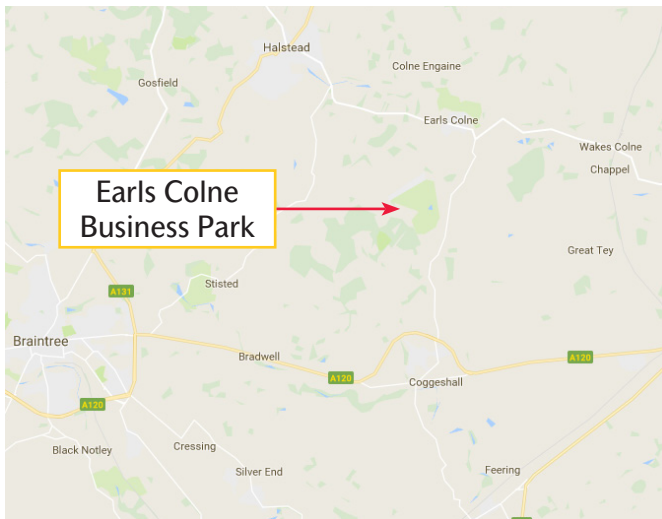 Halstead
Colne Engaine
Gosfield
Earls Colne
Wakes Colne
Chappel
Earls Colne
Business Park
Great Tey
Stisted
A131
Braintree
Bradwell
A120
A120
Coggeshall
A120
Black Notley
Cressing
Silver End
Feering